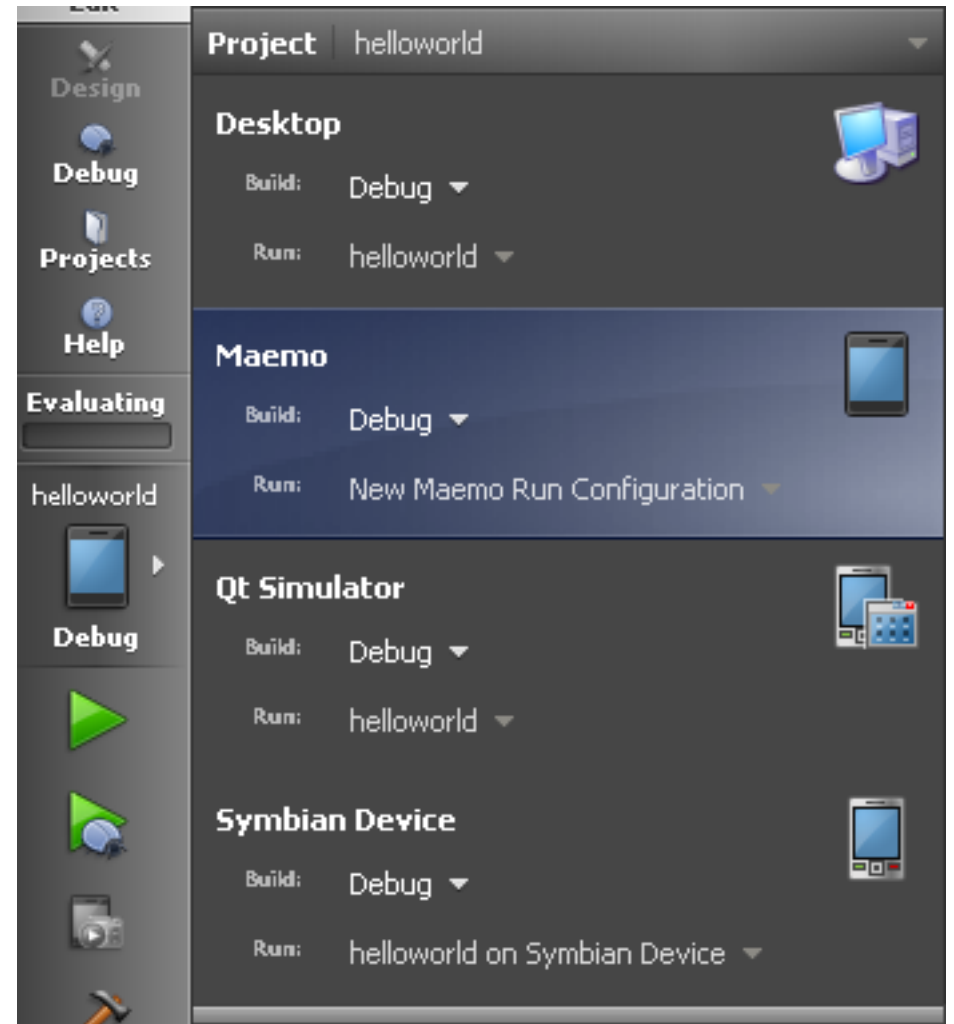 Edit
Design
Debug
Projects
Help
Evaluating
helloworld
Debug
Project helloworld
Desktop
Build: Debug
Run: helloworld
Maemo
Build: Debug
Run: New Maemo Run Configuration
Qt Simulator
Build: Debug
Run: helloworld
Symbian Device
Build: Debug
Run: helloworld on Symbian Device